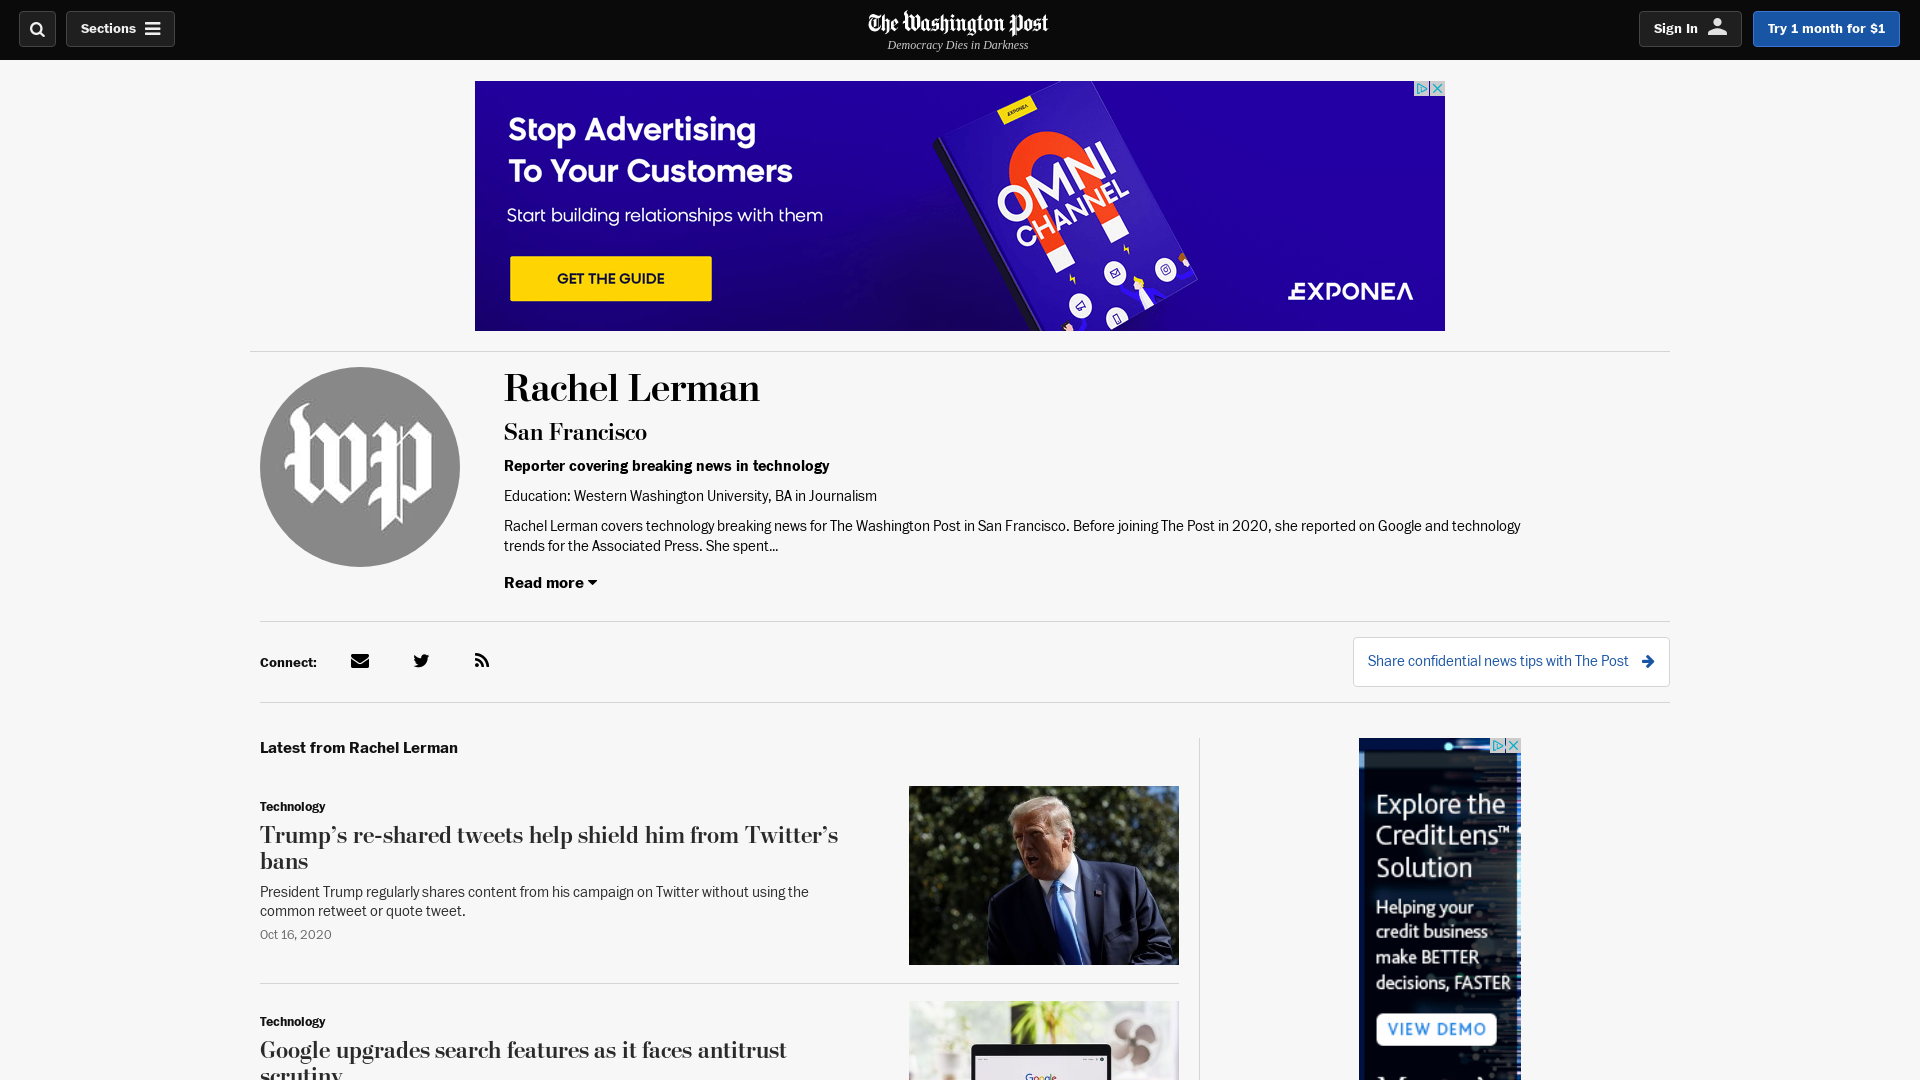 Sections
The Washington Post
Democracy Dies in Darkness
Sign In
Try 1 month for $1
Stop Advertising
To Your Customers
Start building relationships with them
GET THE GUIDE
EXPONEA
OMNI
CHANNEL
EXPONEA
wp
Rachel Lerman
San Francisco
Reporter covering breaking news in technology
Education: Western Washington University, BA in Journalism
Rachel Lerman covers technology breaking news for The Washington Post in San Francisco. Before joining The Post in 2020, she reported on Google and technology
trends for the Associated Press. She spent...
Read more
Connect:
Share confidential news tips with The Post
Latest from Rachel Lerman
Technology
Trump’s re-shared tweets help shield him from Twitter’s
bans
President Trump regularly shares content from his campaign on Twitter without using the
common retweet or quote tweet.
Oct 16, 2020
Technology
Google upgrades search features as it faces antitrust
scrutiny
Google
Explore the
CreditLens™
Solution
Helping your
credit business
make BETTER
decisions, FASTER
VIEW DEMO